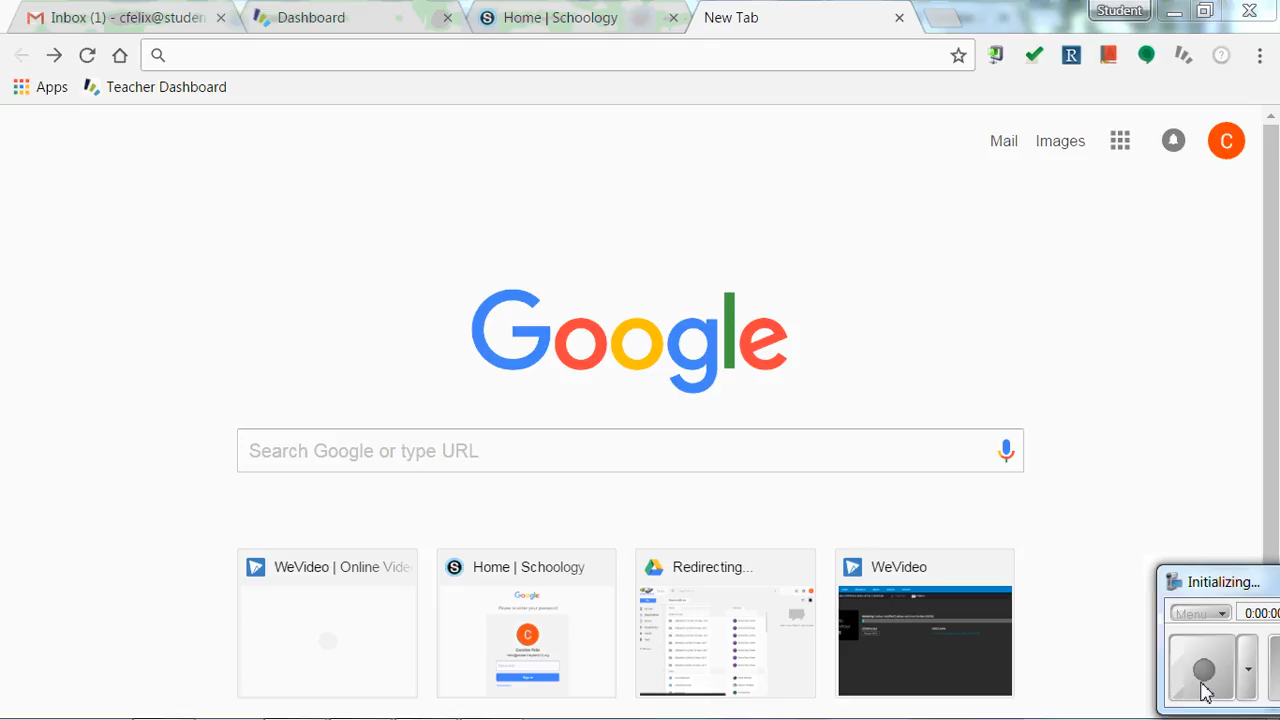 Inbox (1) - cfelix@studen
Dashboard
Home | Schoology
New Tab
Student
Apps
Teacher Dashboard
Mail
Images
C
Google
Search Google or type URL
WeVideo | Online Vide
Home | Schoology
Redirecting...
WeVideo
Google
C
Initializing...
Menu
0:00:0